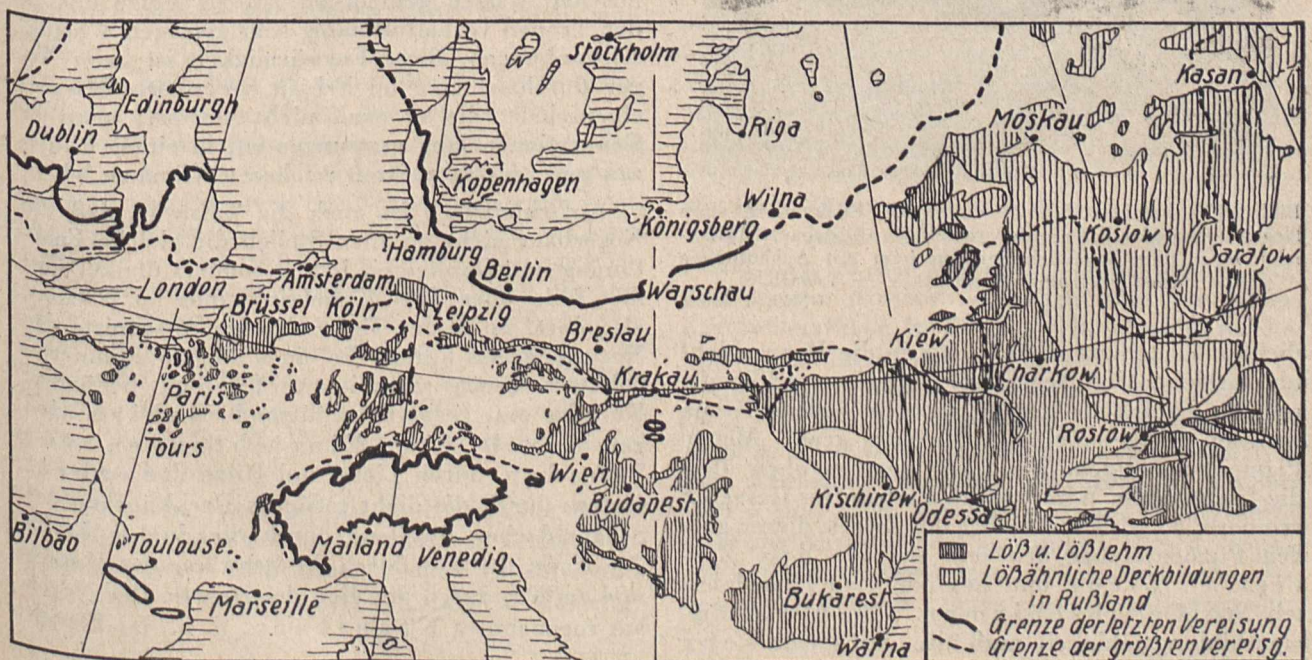 Stockholm
Kasan
Edinburgh
Dublin
Riga
Moskau
Kopenhagen
Wilna
Königsberg
Koslow
Hamburg
Saratow
Berlin
Amsterdam
London
Warschau
Brüssel Köln
Leipzig
Breslau
Kiew
Krakau
Charkow
Paris
Rostow
Tours
Wien
Budapest
Kischinew
Odessa
Bilbao
Toulouse
Mailand
Venedig
Marseille
Bukarest
Warna
Löß u. Lößlehm
Lößähnliche Deckbildungen
in Rußland
Grenze der letzten Vereisung
Grenze der größten Vereisg.